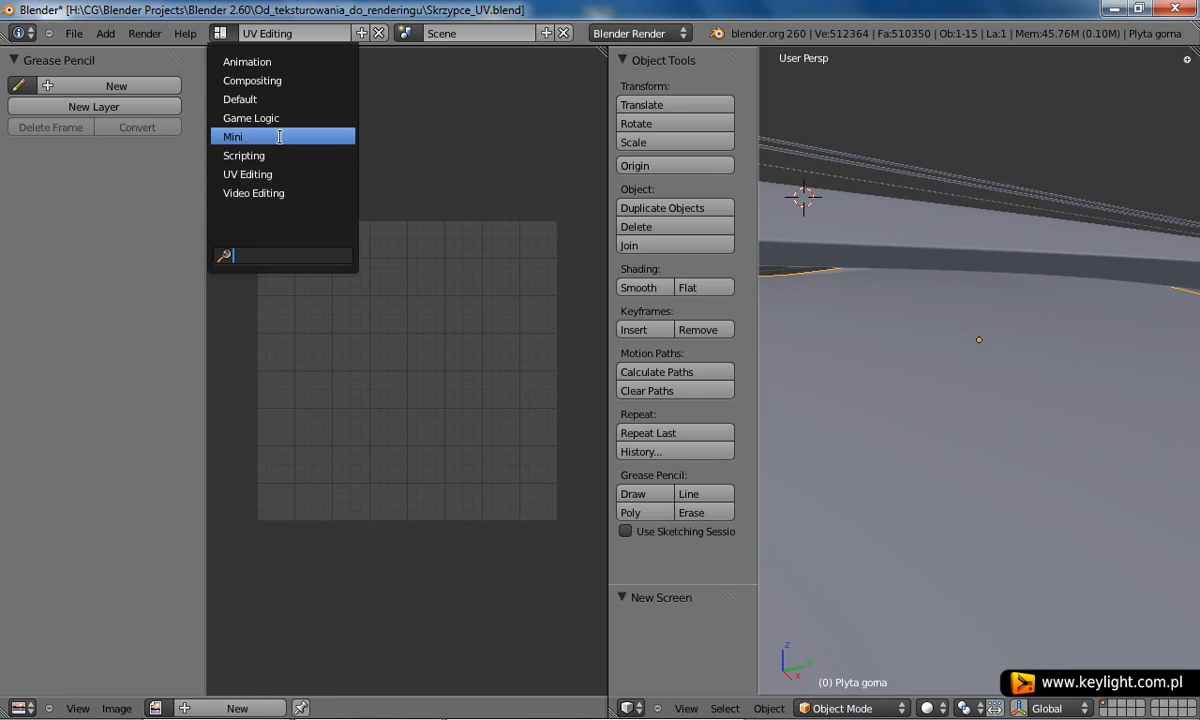 Blender* [H:\CG\Blender Projects\Blender 2.60\Od_teksturowania_do_renderingu\Skrzypce_UV.blend]
File Add Render Help UV Editing Scene Blender Render blender.org 260 | Ve:512364 | Fa:510350 | Ob:1-15 | La:1 | Mem:45.76M (0.10M) | Plyta gorna
Grease Pencil
New
New Layer
Delete Frame Convert
Animation
Compositing
Default
Game Logic
Mini
Scripting
UV Editing
Video Editing
Object Tools
Transform:
Translate
Rotate
Scale
Origin
Object:
Duplicate Objects
Delete
Join
Shading:
Smooth Flat
Keyframes:
Insert Remove
Motion Paths:
Calculate Paths
Clear Paths
Repeat:
Repeat Last
History...
Grease Pencil:
Draw Line
Poly Erase
Use Sketching Sessio
New Screen
User Persp
z
y
x
(0) Plyta gorna
www.keylight.com.pl
View Image New
View Select Object Object Mode Global